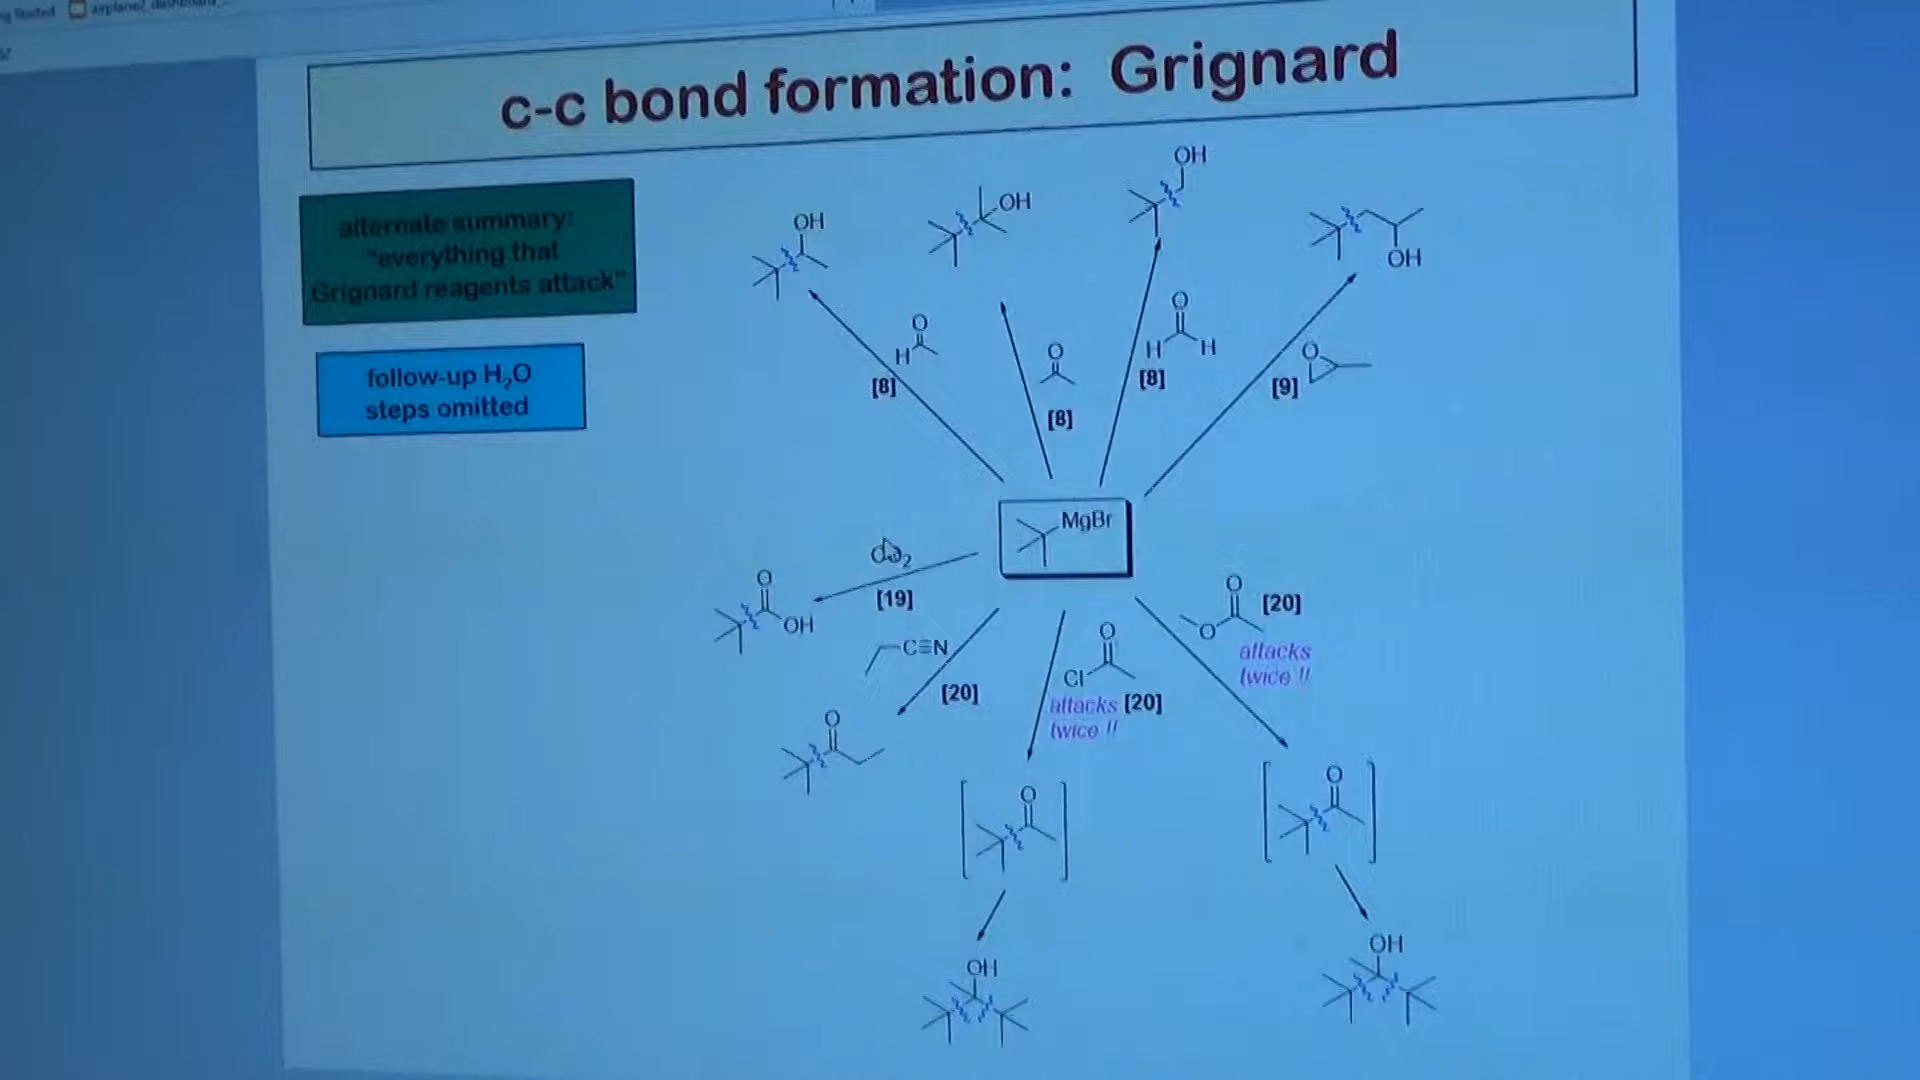 c-c bond formation: Grignard
alternate summary:
"everything that
Grignard reagents attack"
follow-up H₂O
steps omitted
OH
OH
OH
OH
O
H
[8]
O
[8]
O
H H
[8]
O
[9]
MgBr
[19]
O
OH
C≡N
[20]
O
O
Cl
attacks [20]
twice !!
O
O
[20]
attacks
twice !!
O
O
OH
OH